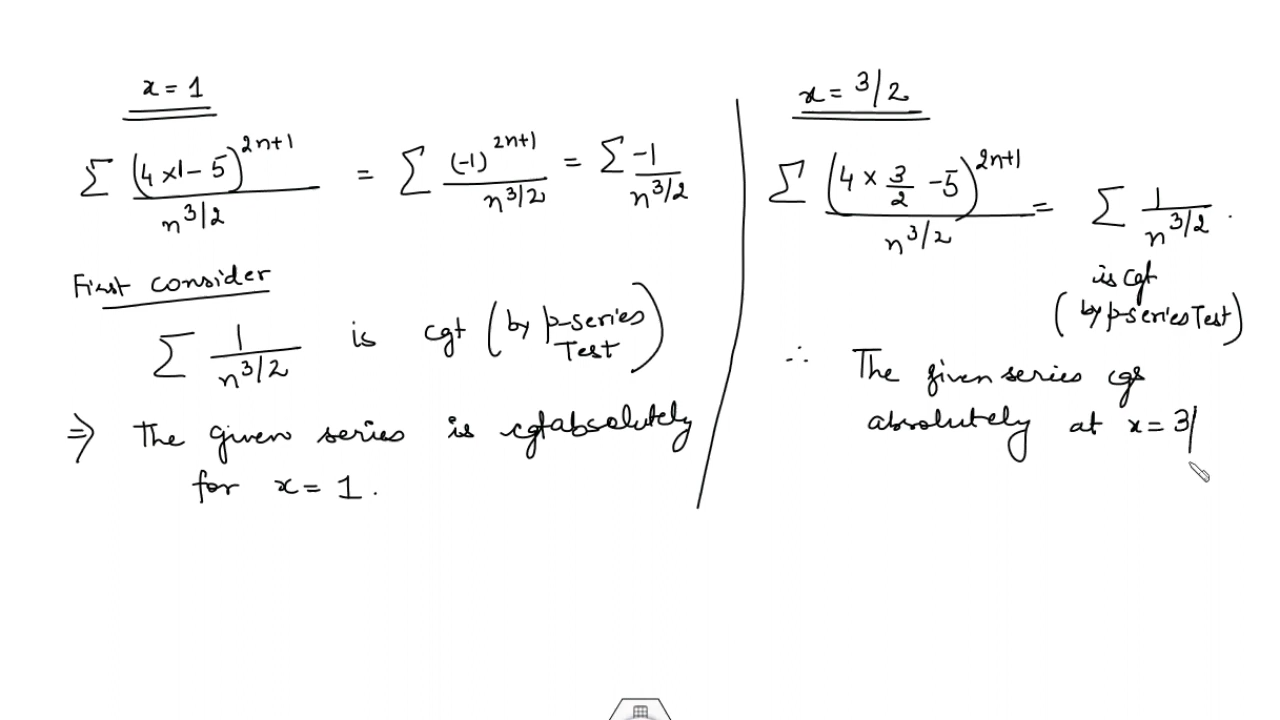 x = 1
∑ (4×1 - 5)^{2n+1} / n^{3/2} = ∑ (-1)^{2n+1} / n^{3/2} = ∑ -1 / n^{3/2}
First consider
∑ 1 / n^{3/2} is cgt (by p-series Test)
⇒ The given series is cgt absolutely
for x = 1.
x = 3/2
∑ (4 × 3/2 - 5)^{2n+1} / n^{3/2} = ∑ 1 / n^{3/2} .
is cgt
(by p-series Test)
∴ The given series cgs
absolutely at x = 3/